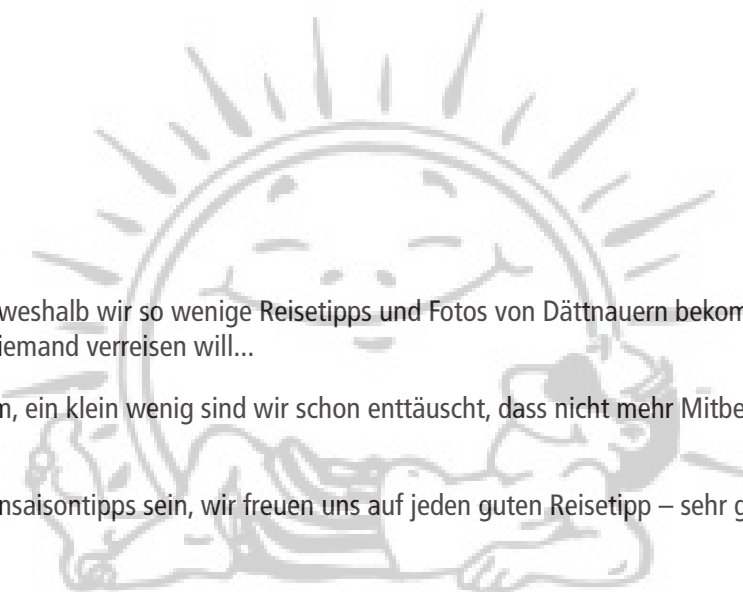 weshalb wir so wenige Reisetipps und Fotos von Dättnauern bekom
iemand verreisen will...
n, ein klein wenig sind wir schon enttäuscht, dass nicht mehr Mitbe
nsaisontipps sein, wir freuen uns auf jeden guten Reisetipp – sehr g